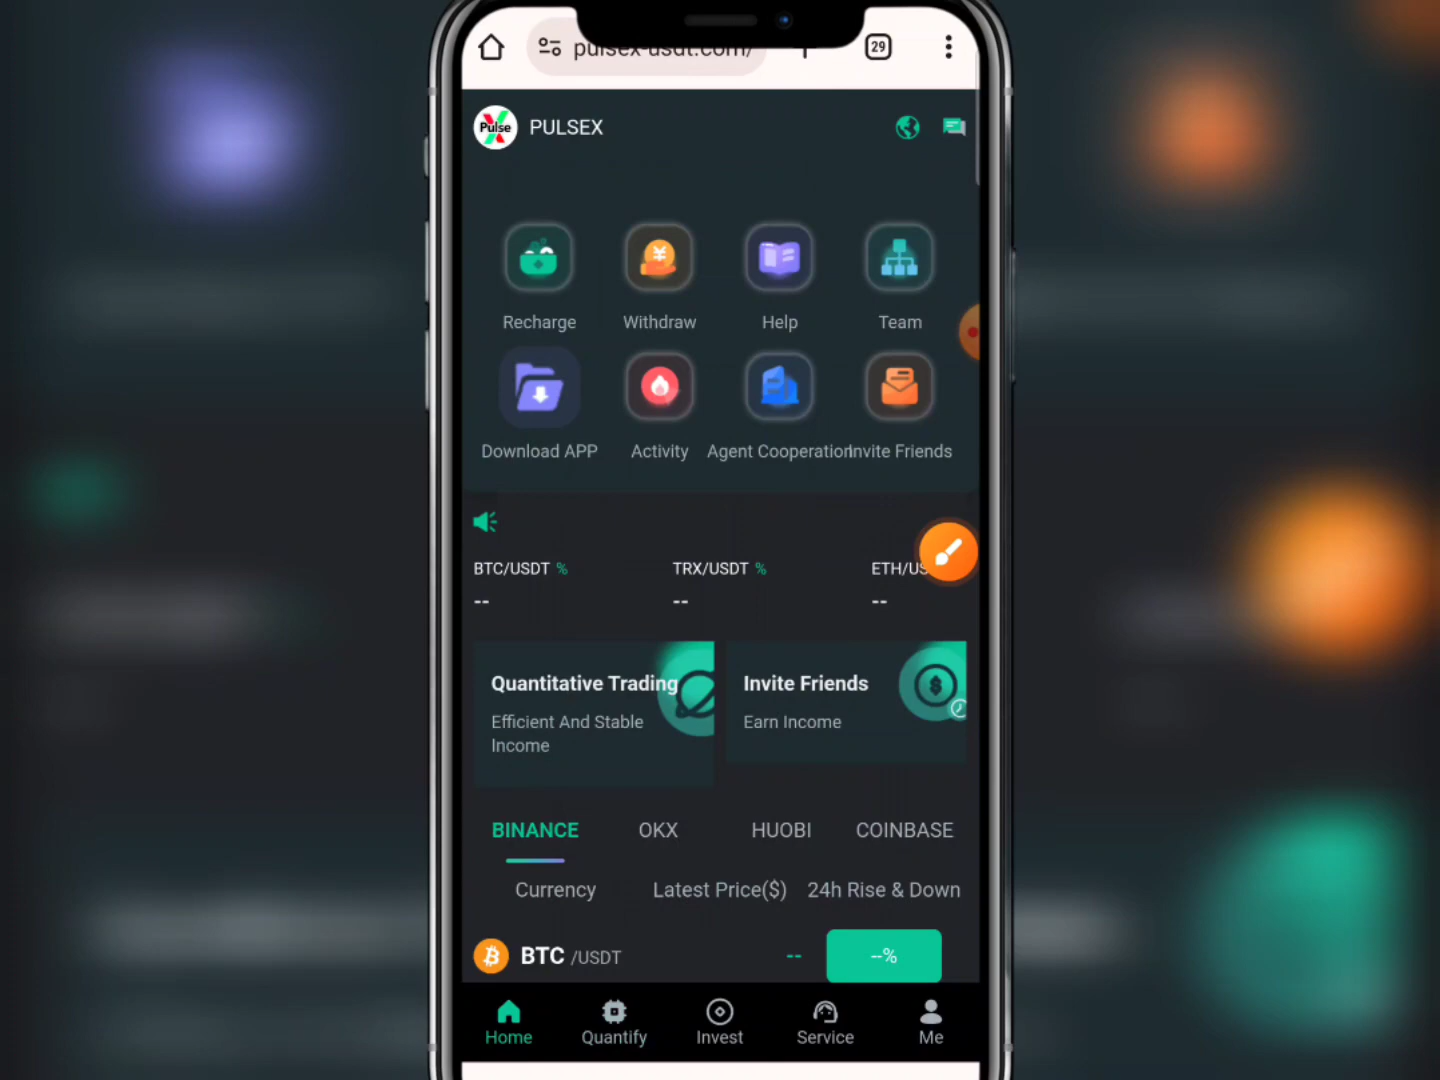 pulsex-usdt.com/
29
Pulse X
PULSEX
Recharge
Withdraw
Help
Team
Download APP
Activity
Agent Cooperation
Invite Friends
BTC/USDT %
TRX/USDT %
ETH/US
--
--
--
Quantitative Trading
Efficient And Stable
Income
Invite Friends
Earn Income
BINANCE
OKX
HUOBI
COINBASE
Currency
Latest Price($)
24h Rise & Down
BTC /USDT
--
--%
Home
Quantify
Invest
Service
Me